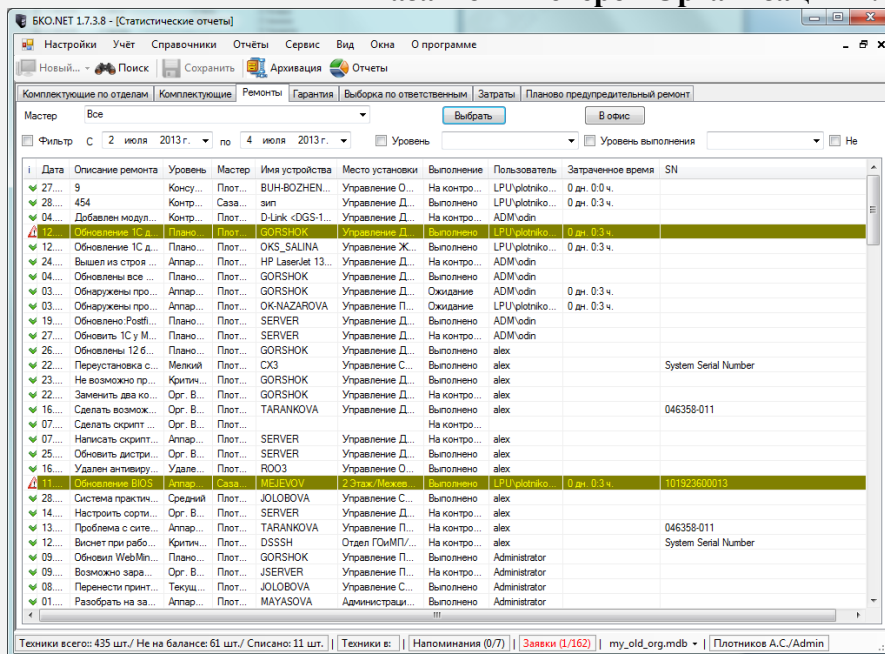 БКО.NET 1.7.3.8 - [Статистические отчеты]
Настройки Учёт Справочники Отчёты Сервис Вид Окна О программе
Новый... Поиск Сохранить Архивация Отчеты
Комплектующие по отделам Комплектующие Ремонты Гарантия Выборка по ответственным Затраты Планово предупредительный ремонт
Мастер Все Выбрать В офис
Фильтр С 2 июля 2013 г. по 4 июля 2013 г. Уровень Уровень выполнения Не
i Дата Описание ремонта Уровень Мастер Имя устройства Место установки Выполнение Пользователь Затраченное время SN
27.... 9 Консу... Плот... BUH-BOZHEN... Управление О... На контро... LPU\plotniko... 0 дн. 0:0 ч.
28.... 454 Контр... Саза... зип Управление Д... Выполнено LPU\plotniko... 0 дн. 0:3 ч.
04.... Добавлен модул... Контр... Плот... D-Link <DGS-1... Управление Д... На контро... ADM\odin
12.... Обновление 1С д... Плано... Плот... GORSHOK Управление Д... Выполнено LPU\plotniko... 0 дн. 0:3 ч.
12.... Обновление 1С д... Плано... Плот... OKS_SALINA Управление Ж... Выполнено LPU\plotniko... 0 дн. 0:3 ч.
24.... Вышел из строя ... Аппар... Плот... HP LaserJet 13... Управление Д... На контро... ADM\odin
04.... Обновлены все ... Плано... Плот... GORSHOK Управление Д... Выполнено ADM\odin
03.... Обнаружены про... Аппар... Плот... GORSHOK Управление Д... Ожидание ADM\odin 0 дн. 0:3 ч.
03.... Обнаружены про... Аппар... Плот... OK-NAZAROVA Управление П... Ожидание LPU\plotniko... 0 дн. 0:3 ч.
19.... Обновлено:Postfi... Плано... Плот... SERVER Управление Д... Выполнено ADM\odin
27.... Обновить 1С у М... Плано... Плот... SERVER Управление Д... На контро... ADM\odin
26.... Обновлены 12 б... Плано... Плот... GORSHOK Управление Д... Выполнено alex
22.... Переустановка с... Мелкий Плот... CX3 Управление С... Выполнено alex System Serial Number
23.... Не возможно пр... Критич... Плот... GORSHOK Управление Д... Выполнено alex
22.... Заменить два ко... Орг. В... Плот... GORSHOK Управление Д... Выполнено alex
16.... Сделать возмож... Орг. В... Плот... TARANKOVA Управление Д... Выполнено alex 046358-011
07.... Сделать скрипт ... Орг. В... Плот... На контро...
07.... Написать скрипт... Аппар... Плот... SERVER Управление Д... На контро... alex
25.... Обновить дистри... Орг. В... Плот... SERVER Управление Д... Выполнено alex
16.... Удален антивиру... Удале... Плот... ROO3 Управление О... Выполнено alex
11.... Обновление BIOS Аппар... Саза... MEJEVOV 2 Этаж/Межев... Выполнено LPU\plotniko... 0 дн. 0:3 ч. 101923600013
28.... Система практич... Средний Плот... JOLOBOVA Управление С... Выполнено alex
14.... Настроить сорти... Орг. В... Плот... SERVER Управление Д... На контро... alex
13.... Проблема с сите... Аппар... Плот... TARANKOVA Управление П... На контро... alex 046358-011
12.... Виснет при рабо... Критич... Плот... DSSSH Отдел ГОиМП/... На контро... alex System Serial Number
09.... Обновил WebMin... Плано... Плот... GORSHOK Управление П... Выполнено Administrator
09.... Возможно зара... Орг. В... Плот... JSERVER Управление П... На контро... Administrator
08.... Перенести принт... Текущ... Плот... JOLOBOVA Управление С... Выполнено Administrator
01.... Разобрать на за... Аппар... Плот... MAYASOVA Администраци... Выполнено Administrator
Техники всего:: 435 шт./ Не на балансе: 61 шт./ Списано: 11 шт. | Техники в: | Напоминания (0/7) | Заявки (1/162) | my_old_org.mdb | Плотников А.С./Admin